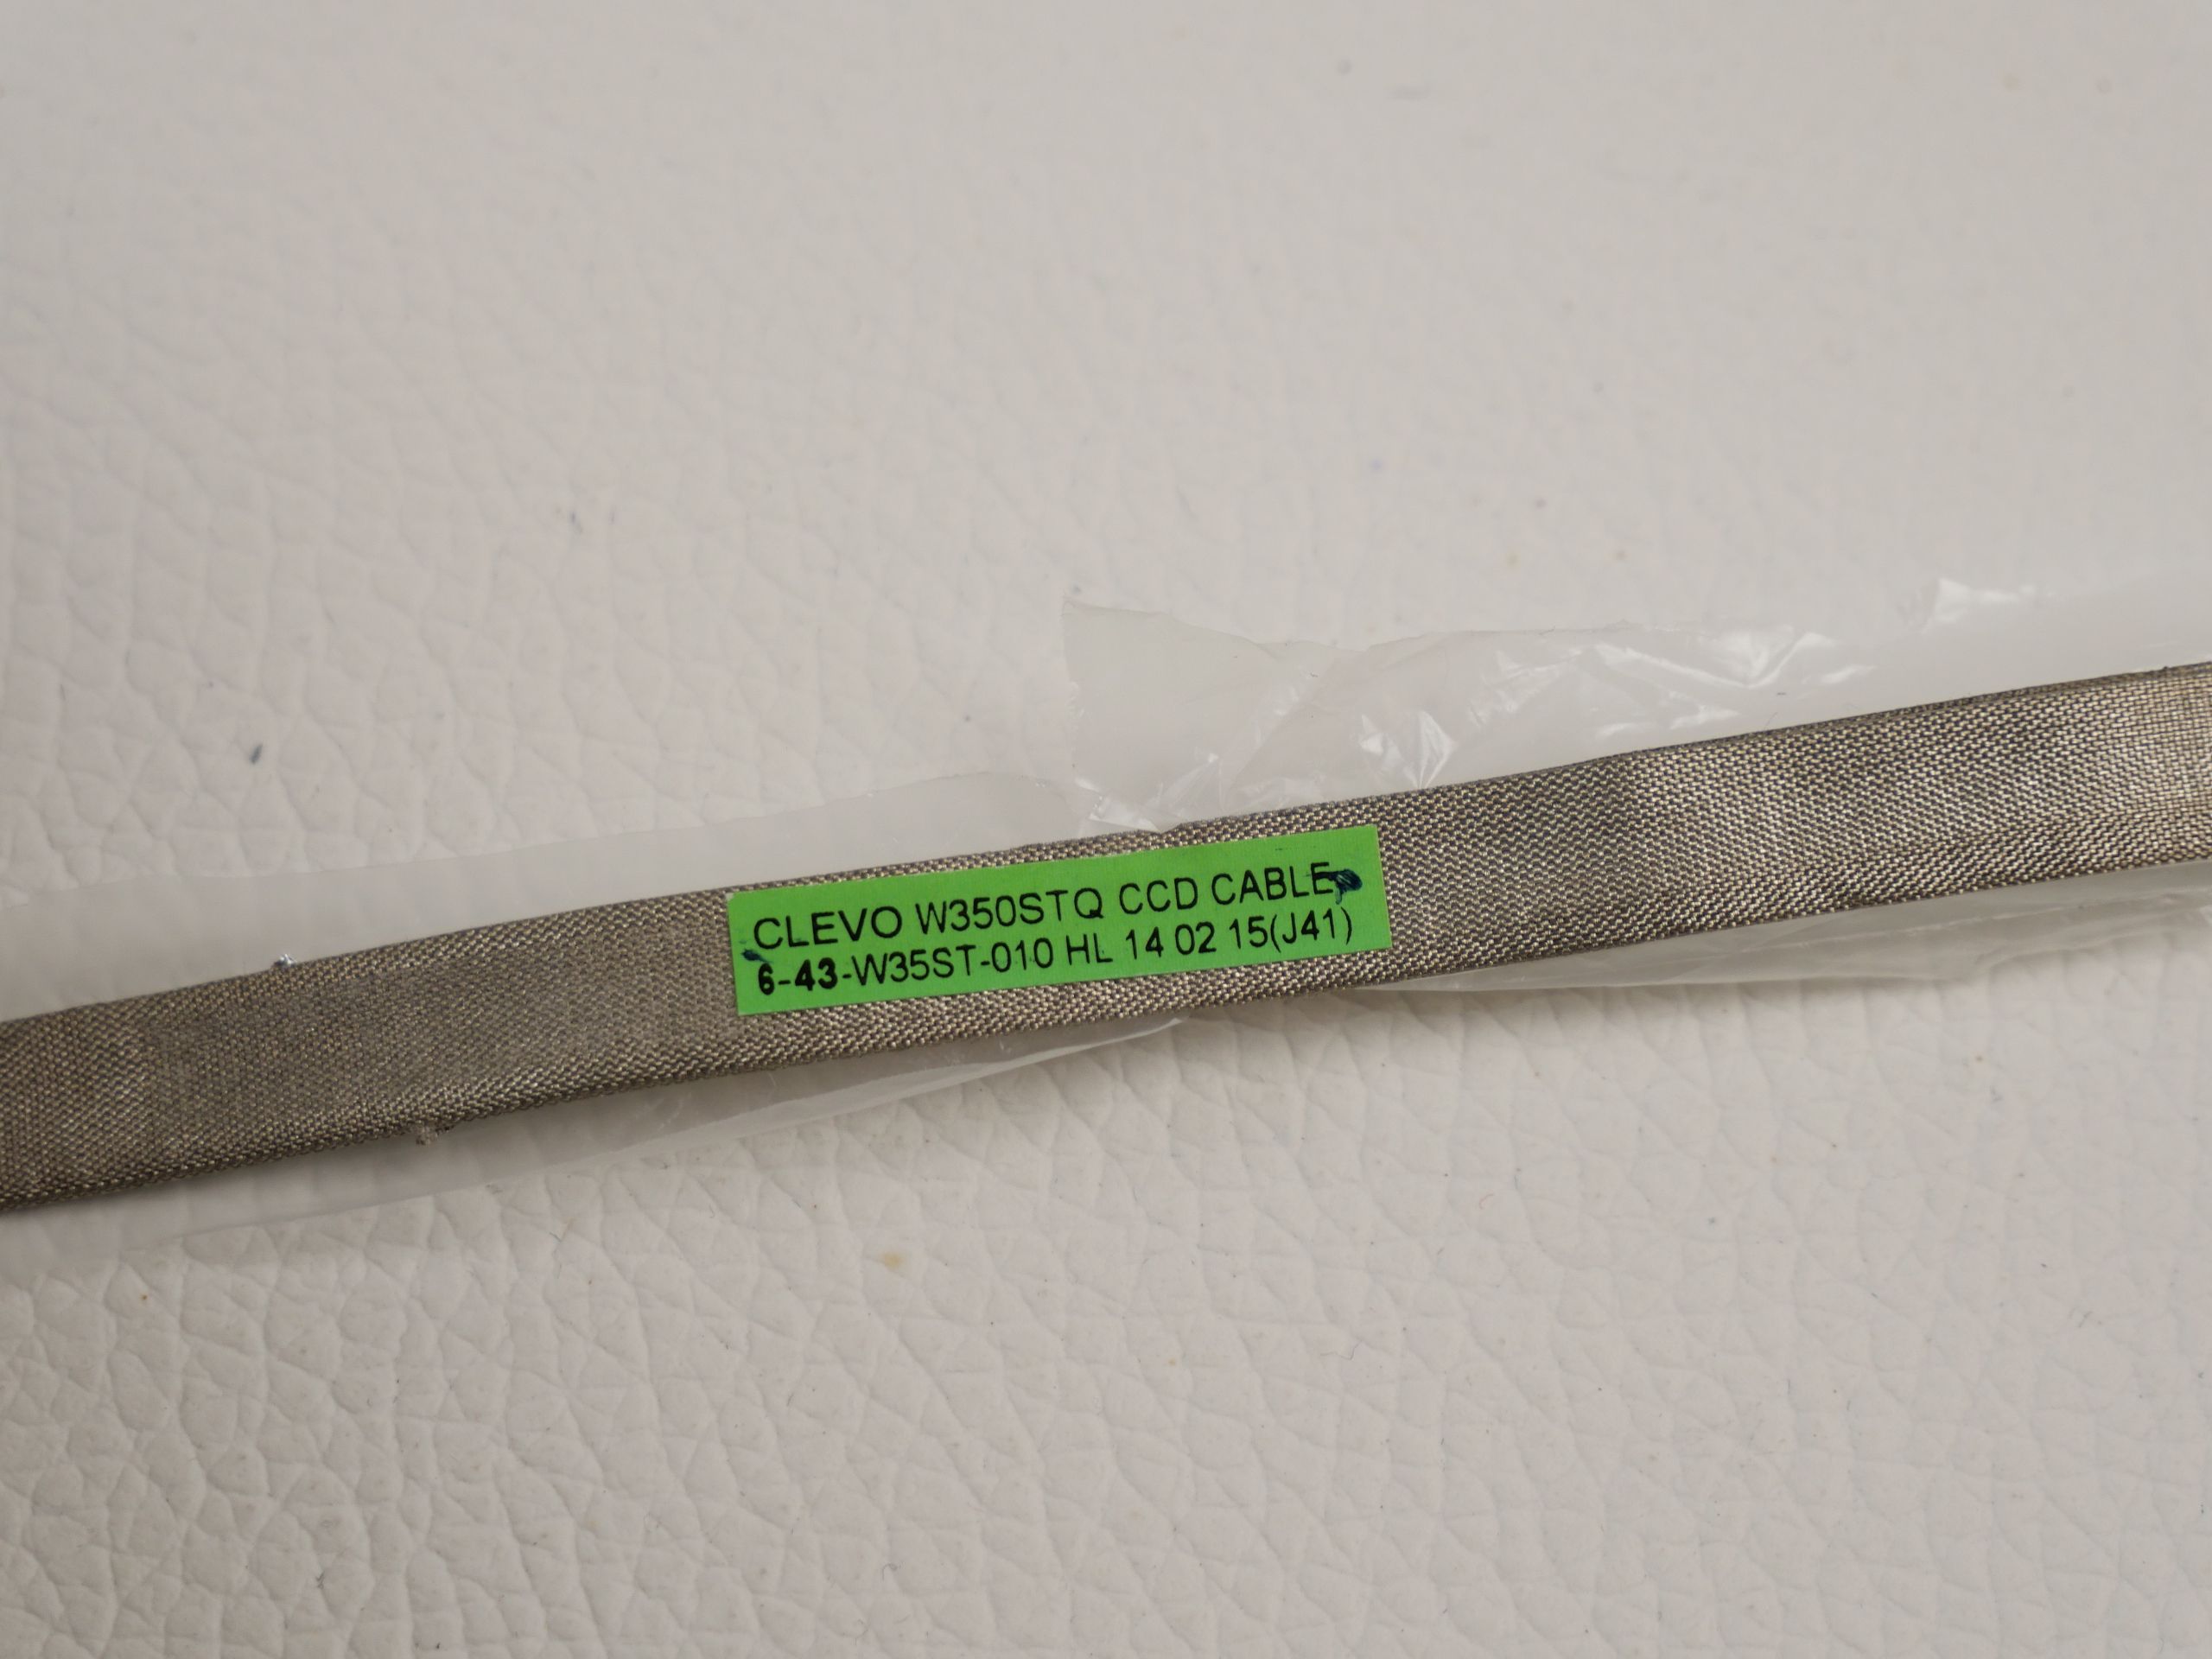 CLEVO W350STQ CCD CABLE
6-43-W35ST-010 HL 14 02 15(J41)